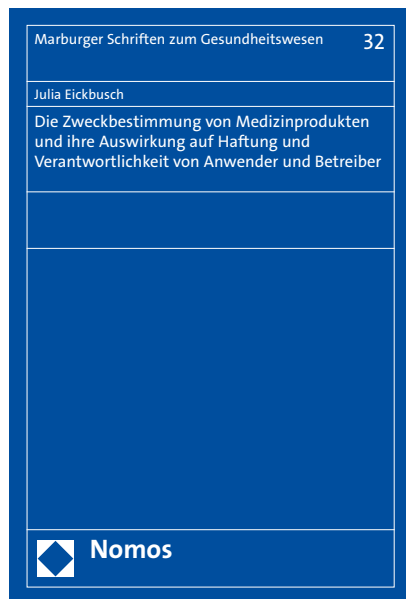 Marburger Schriften zum Gesundheitswesen 32
Julia Eickbusch
Die Zweckbestimmung von Medizinprodukten
und ihre Auswirkung auf Haftung und
Verantwortlichkeit von Anwender und Betreiber
Nomos